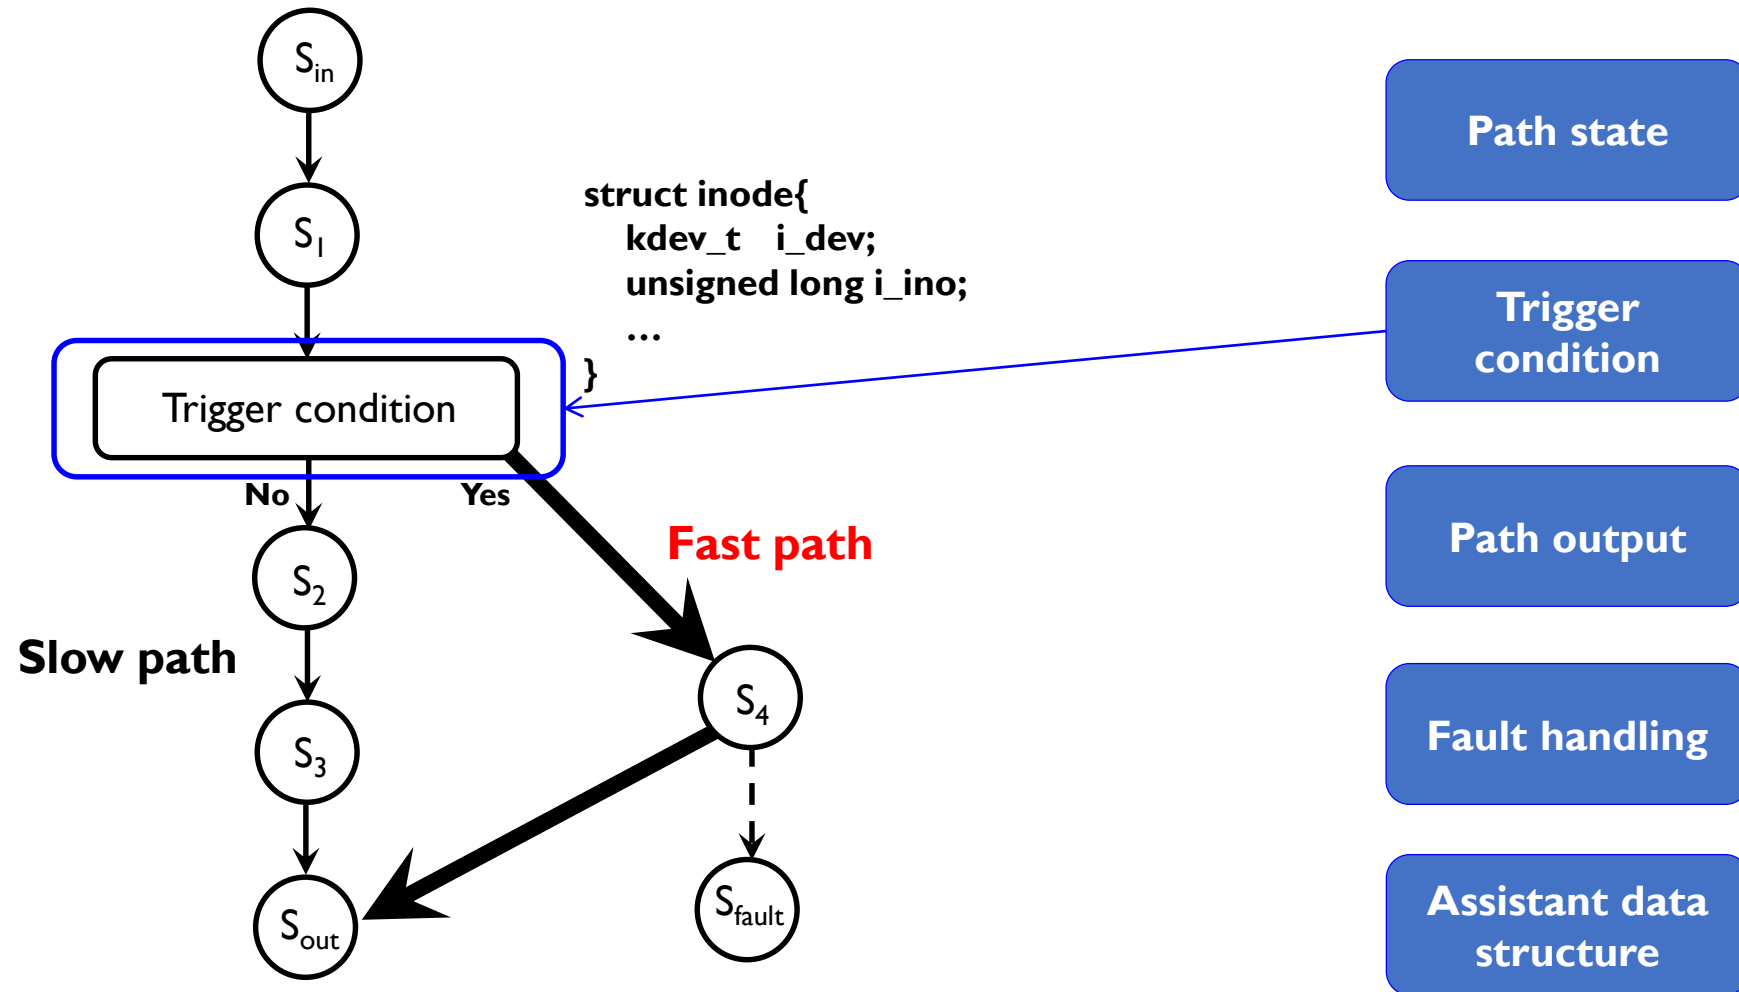 S_in
S_1
struct inode{
kdev_t i_dev;
unsigned long i_ino;
...
}
Trigger condition
No
Yes
Fast path
S_2
Slow path
S_4
S_3
S_fault
S_out
Path state
Trigger
condition
Path output
Fault handling
Assistant data
structure